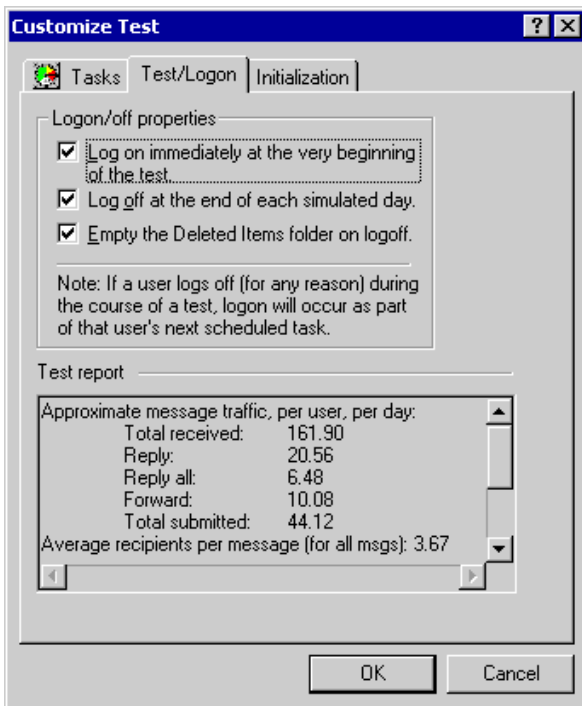 Customize Test
Tasks Test/Logon Initialization
Logon/off properties
Log on immediately at the very beginning
of the test.
Log off at the end of each simulated day.
Empty the Deleted Items folder on logoff.
Note: If a user logs off (for any reason) during
the course of a test, logon will occur as part
of that user's next scheduled task.
Test report
Approximate message traffic, per user, per day:
Total received: 161.90
Reply: 20.56
Reply all: 6.48
Forward: 10.08
Total submitted: 44.12
Average recipients per message (for all msgs): 3.67
OK Cancel